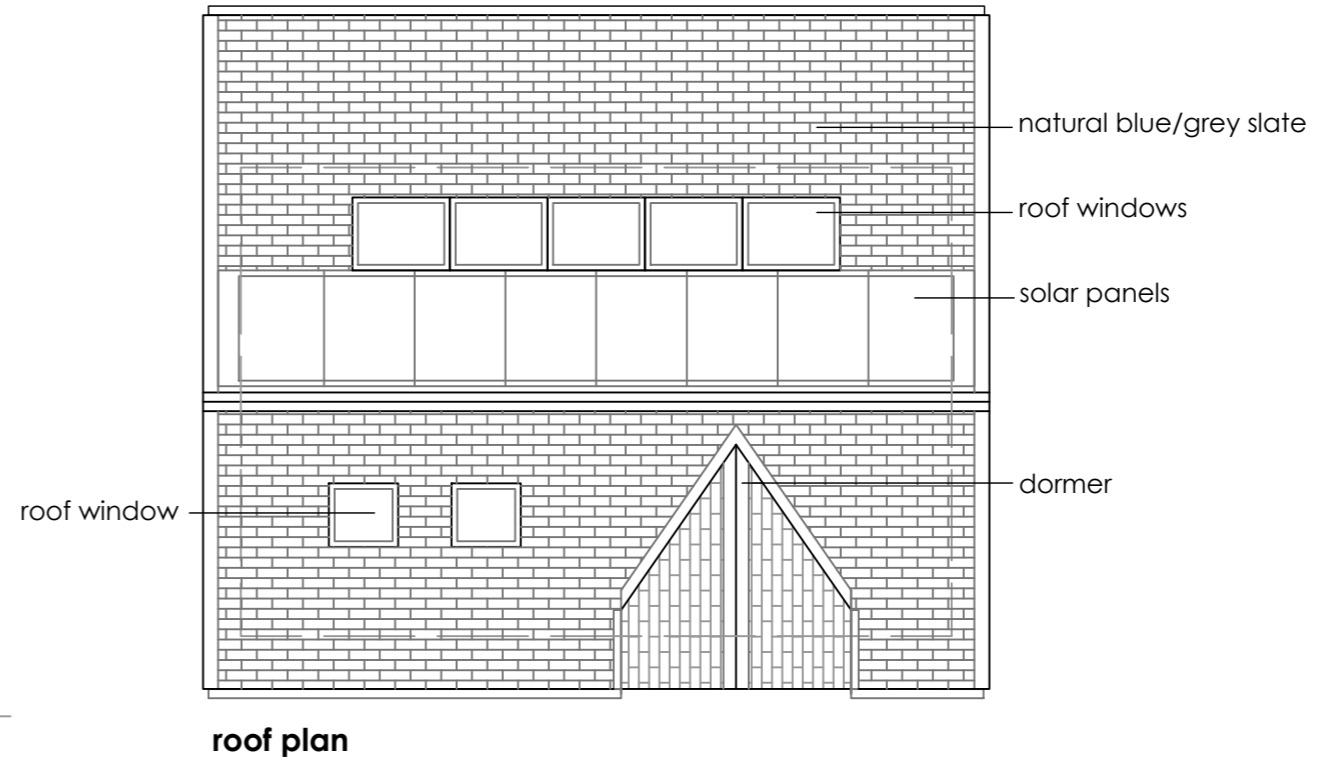 natural blue/grey slate
roof windows
solar panels
dormer
roof window
roof plan